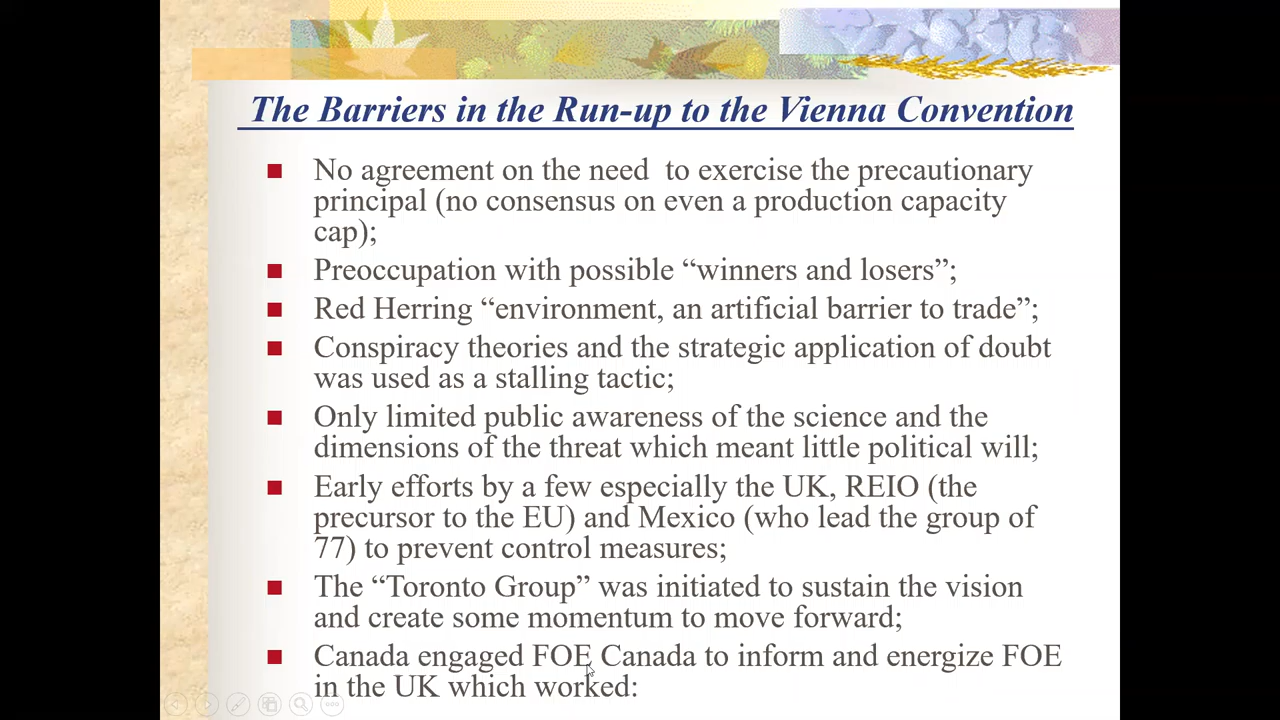 The Barriers in the Run-up to the Vienna Convention
No agreement on the need  to exercise the precautionary
principal (no consensus on even a production capacity
cap);
Preoccupation with possible “winners and losers”;
Red Herring “environment, an artificial barrier to trade”;
Conspiracy theories and the strategic application of doubt
was used as a stalling tactic;
Only limited public awareness of the science and the
dimensions of the threat which meant little political will;
Early efforts by a few especially the UK, REIO (the
precursor to the EU) and Mexico (who lead the group of
77) to prevent control measures;
The “Toronto Group” was initiated to sustain the vision
and create some momentum to move forward;
Canada engaged FOE Canada to inform and energize FOE
in the UK which worked: